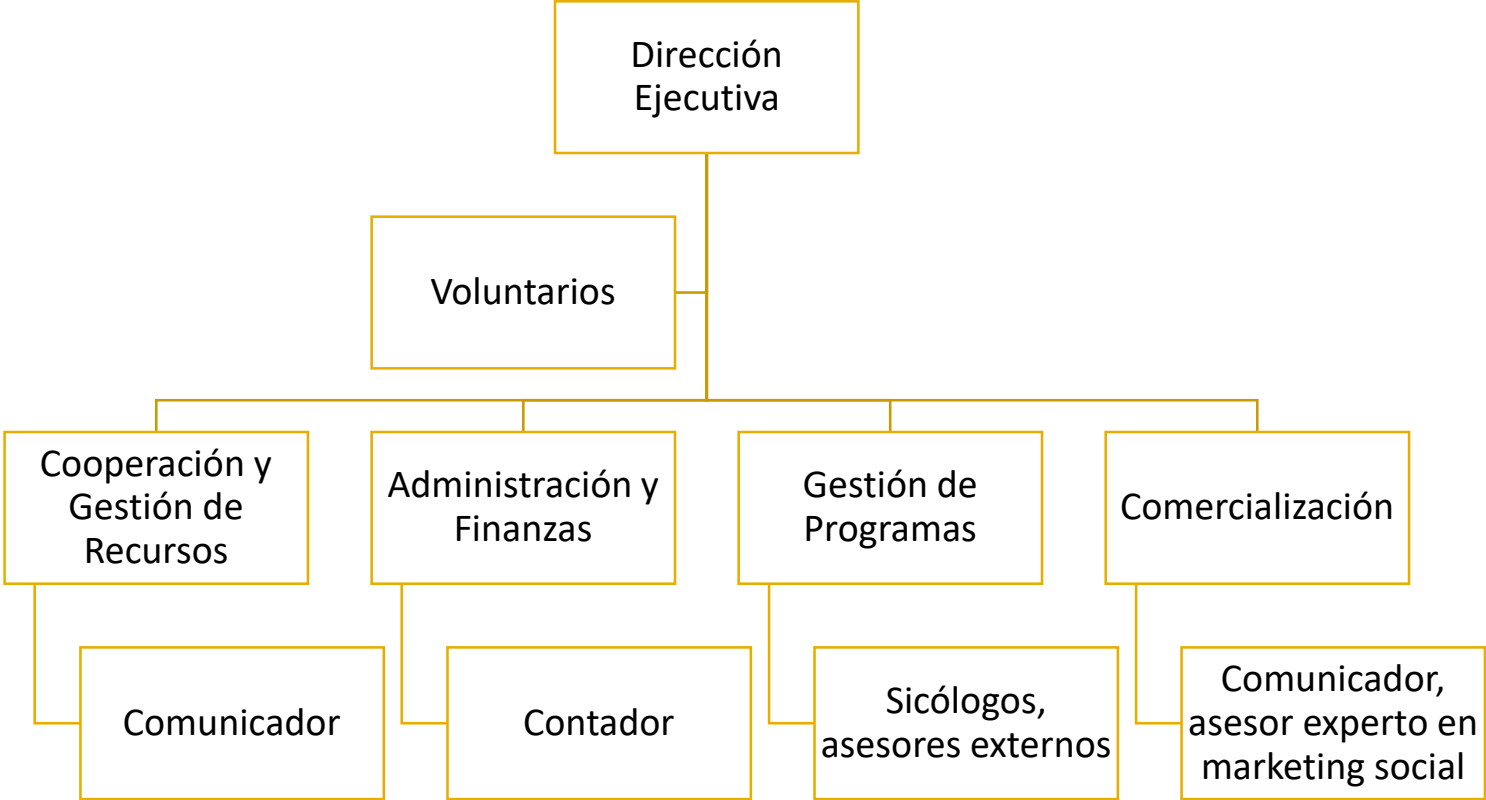 Dirección
Ejecutiva
Voluntarios
Cooperación y
Gestión de
Recursos
Administración y
Finanzas
Gestión de
Programas
Comercialización
Comunicador
Contador
Sicólogos,
asesores externos
Comunicador,
asesor experto en
marketing social